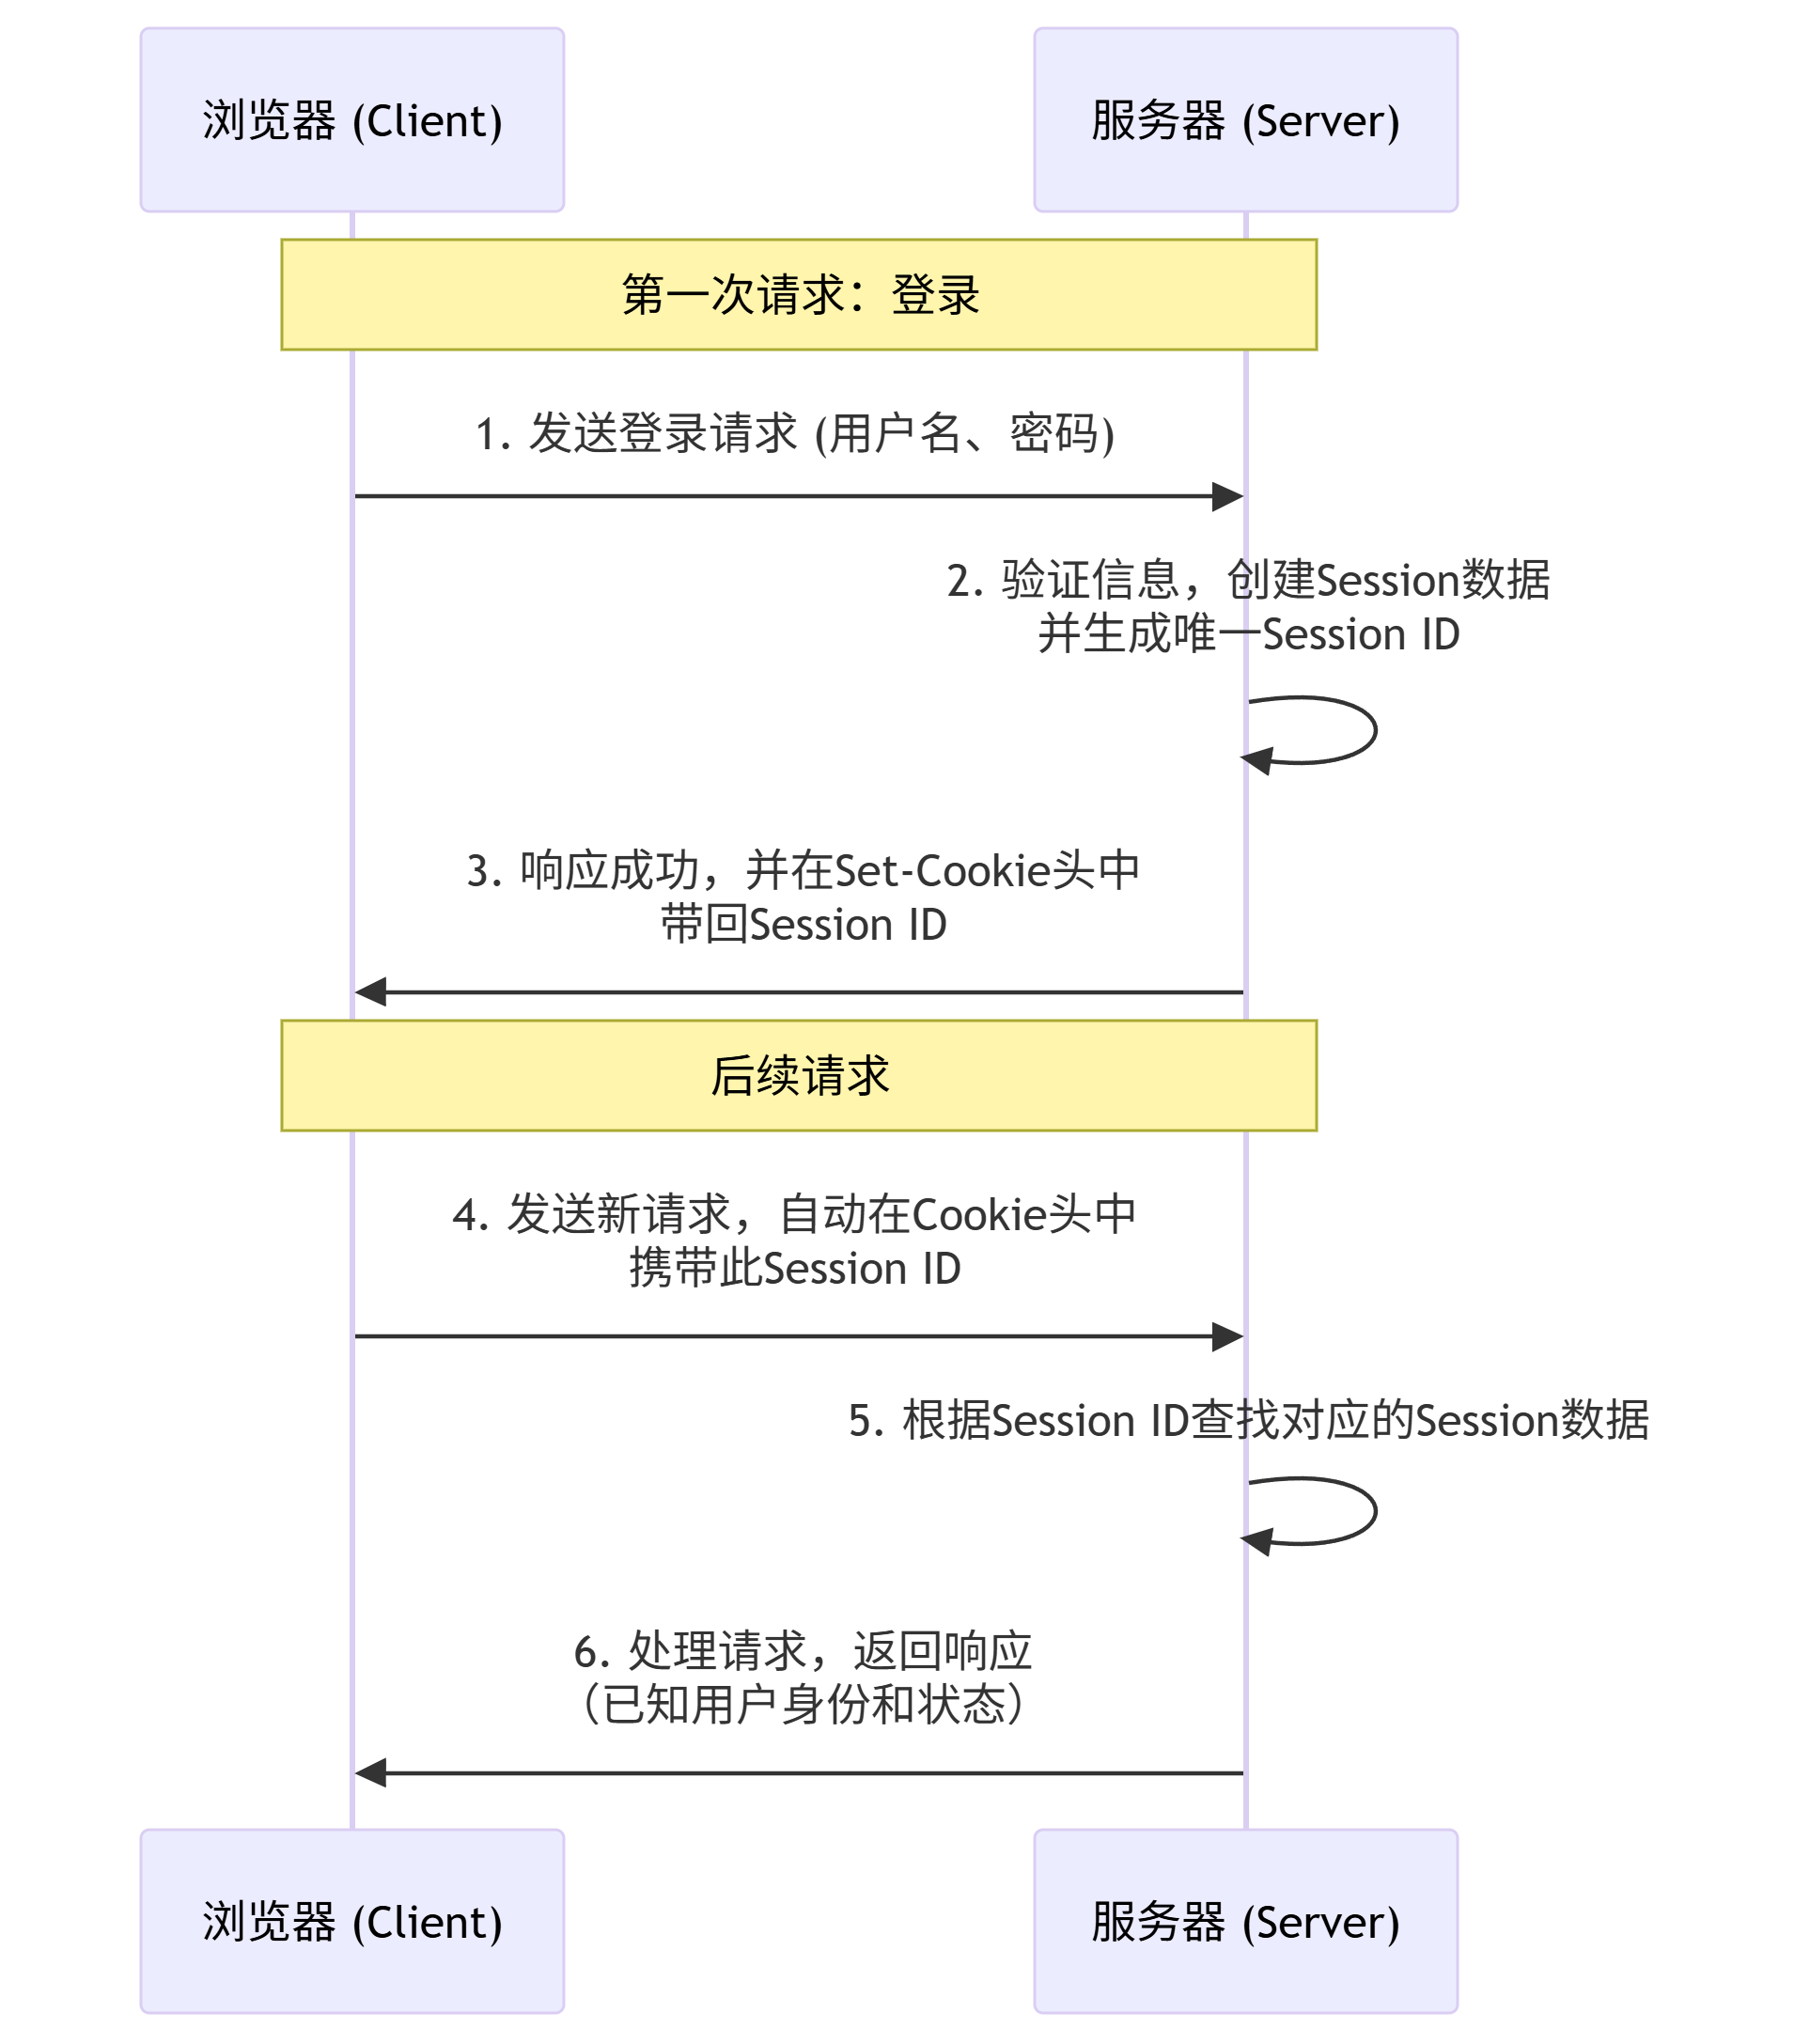 浏览器 (Client)
服务器 (Server)
第一次请求：登录
1. 发送登录请求 (用户名、密码)
2. 验证信息，创建Session数据
并生成唯一Session ID
3. 响应成功，并在Set-Cookie头中
带回Session ID
后续请求
4. 发送新请求，自动在Cookie头中
携带此Session ID
5. 根据Session ID查找对应的Session数据
6. 处理请求，返回响应
（已知用户身份和状态）
浏览器 (Client)
服务器 (Server)